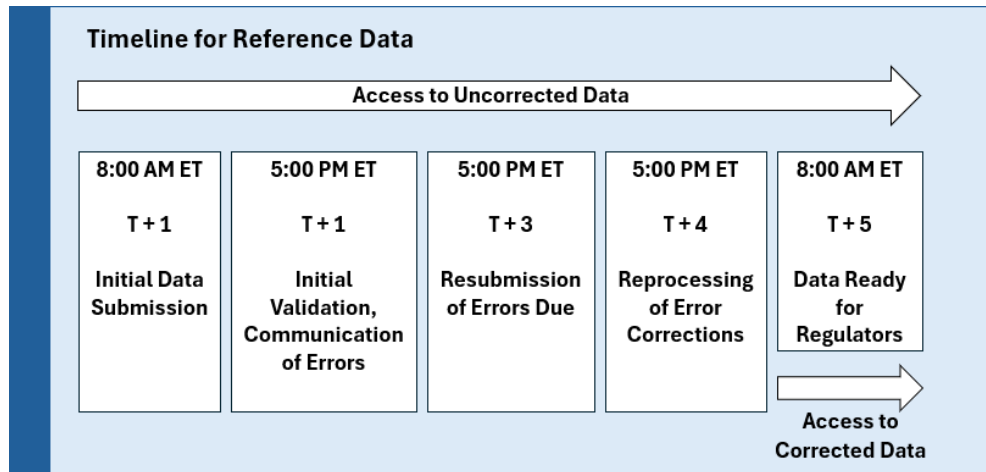 Timeline for Reference Data
Access to Uncorrected Data
8:00 AM ET
T + 1
Initial Data
Submission
5:00 PM ET
T + 1
Initial
Validation,
Communication
of Errors
5:00 PM ET
T + 3
Resubmission
of Errors Due
5:00 PM ET
T + 4
Reprocessing
of Error
Corrections
8:00 AM ET
T + 5
Data Ready
for
Regulators
Access to
Corrected Data